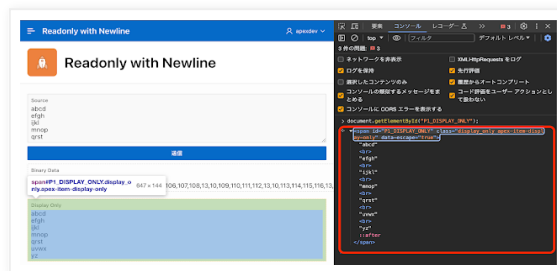 Readonly with Newline
apexdev
Readonly with Newline
Source
abcd
efgh
ijkl
mnop
qrst
送信
Binary Data
span#P1_DISPLAY_ONLY.display_o
nly.apex-item-display-only
667 × 144
106,107,108,13,10,109,110,111,112,13,10,113,114,115,116,13,
Display Only
abcd
efgh
ijkl
mnop
qrst
uvwx
yz
要素
コンソール
レコーダー
3
top
フィルタ
デフォルト レベル
3 件の問題: 3
ネットワークを非表示
XMLHttpRequests をログ
ログを保持
先行評価
選択したコンテンツのみ
履歴からオートコンプリート
コンソールの類似するメッセージをまとめる
コード評価をユーザー アクションとして扱わない
コンソールに CORS エラーを表示する
> document.getElementById("P1_DISPLAY_ONLY");
<span id="P1_DISPLAY_ONLY" class="display_only apex-item-displ
ay-only" data-escape="true">
"abcd"
<br>
"efgh"
<br>
"ijkl"
<br>
"mnop"
<br>
"qrst"
<br>
"uvwx"
<br>
"yz"
::after
</span>